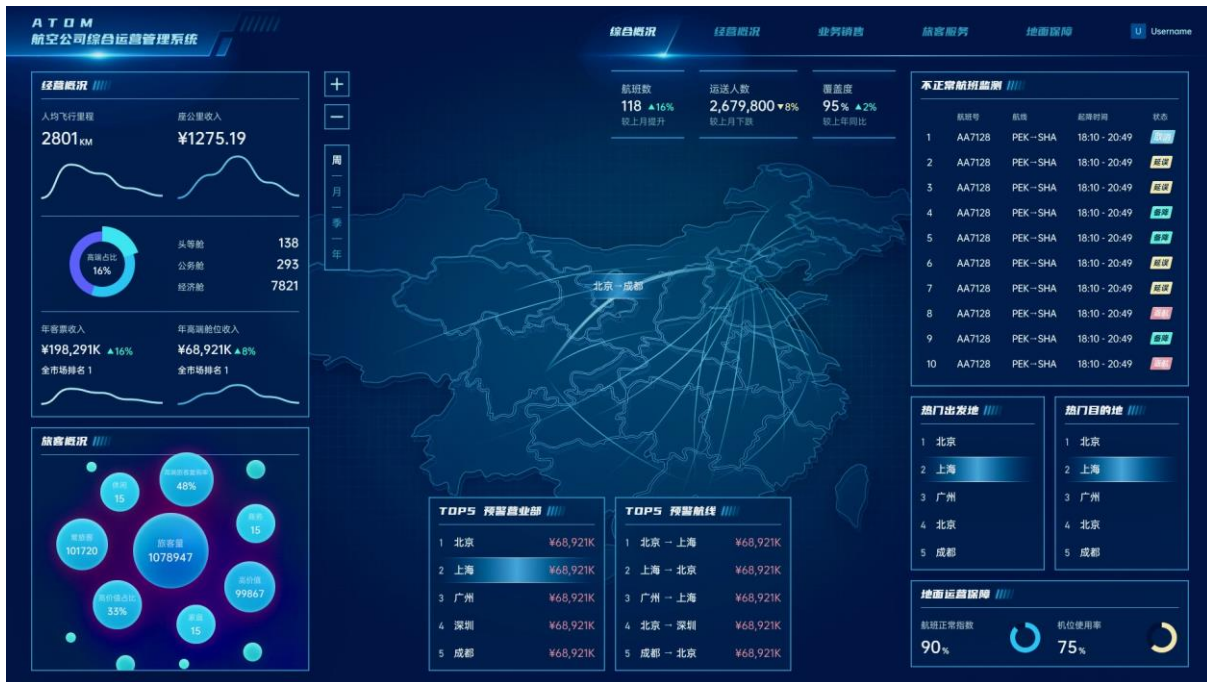 ATOM
航空公司综合运营管理系统
综合概况 经营概况 业务销售 旅客服务 地面保障 U Username
经营概况
人均飞行里程 座公里收入
2801KM ¥1275.19
高端占比
16%
头等舱 138
公务舱 293
经济舱 7821
年客票收入 年高端舱位收入
¥198,291K ▲16% ¥68,921K ▲8%
全市场排名 1 全市场排名 1
旅客概况
48%
休闲
15
常旅客
101720
旅客量
1078947
15
高价值
99867
高价值占比
33%
家庭
15
+
−
周
月
季
年
航班数 运送人数 覆盖度
118 ▲16% 2,679,800 ▼8% 95% ▲2%
较上月提升 较上月下跌 较上年同比
北京→成都
TOP5 预警营业部
1 北京 ¥68,921K
2 上海 ¥68,921K
3 广州 ¥68,921K
4 深圳 ¥68,921K
5 成都 ¥68,921K
TOP5 预警航线
1 北京 → 上海 ¥68,921K
2 上海 → 北京 ¥68,921K
3 广州 → 上海 ¥68,921K
4 北京 → 深圳 ¥68,921K
5 成都 → 北京 ¥68,921K
不正常航班监测
航班号 航线 起降时间 状态
1 AA7128 PEK→SHA 18:10 - 20:49
2 AA7128 PEK→SHA 18:10 - 20:49 延误
3 AA7128 PEK→SHA 18:10 - 20:49 延误
4 AA7128 PEK→SHA 18:10 - 20:49 备降
5 AA7128 PEK→SHA 18:10 - 20:49 备降
6 AA7128 PEK→SHA 18:10 - 20:49 延误
7 AA7128 PEK→SHA 18:10 - 20:49 延误
8 AA7128 PEK→SHA 18:10 - 20:49 返航
9 AA7128 PEK→SHA 18:10 - 20:49 备降
10 AA7128 PEK→SHA 18:10 - 20:49 返航
热门出发地
1 北京
2 上海
3 广州
4 北京
5 成都
热门目的地
1 北京
2 上海
3 广州
4 北京
5 成都
地面运营保障
航班正常指数 机位使用率
90% 75%